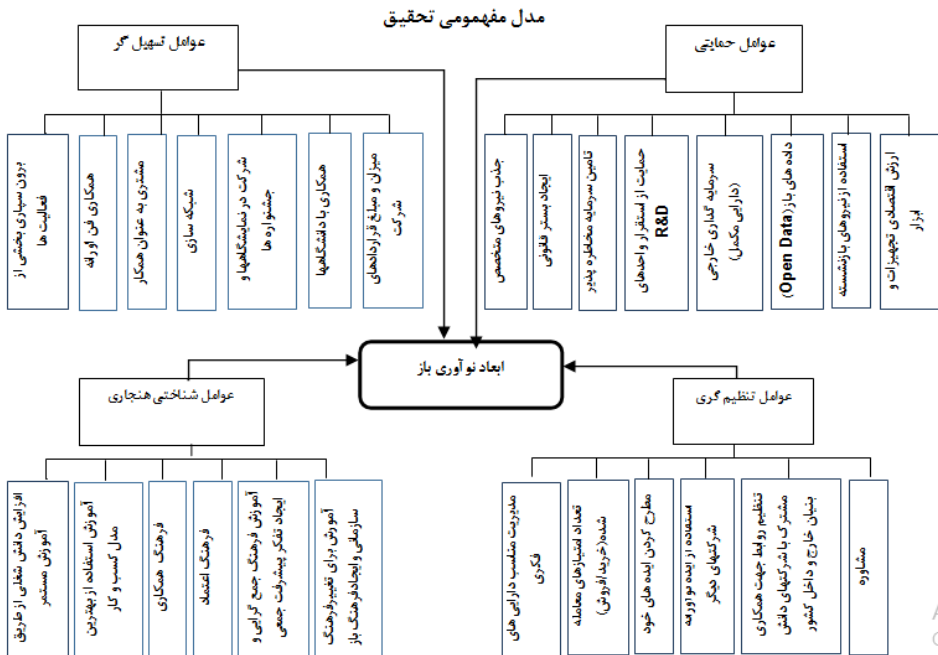 مدل مفهومی تحقیق
عوامل حمایتی
ارزش اقتصادی تجهیزات و
ابزار
استفاده از نیروهای بازنشسته
داده های باز(Open Data)
سرمایه گذاری خارجی
(دارایی مکمل)
حمایت از استقرار واحدهای
R&D
تامین سرمایه مخاطره پذیر
ایجاد بستر قانونی
جذب نیروهای متخصص
عوامل تسهیل گر
میزان و مبلغ قراردادهای
شرکت
همکاری با دانشگاهها
شرکت در نمایشگاهها و
جشنواره ها
شبکه سازی
مشتری به عنوان همکار
همکاری فن اورانه
برون سپاری بخشی از
فعالیت ها
ابعاد نوآوری باز
عوامل تنظیم گری
مشاوره
تنظیم روابط جهت همکاری
مشترک با شرکتهای دانش
بنیان خارج و داخل کشور
استفاده از ایده نوآورانه
شرکتهای دیگر
مطرح کردن ایده های خود
تعداد امتیازهای معامله
شده(خرید/فروش)
مدیریت مناسب دارایی های
فکری
عوامل شناختی هنجاری
آموزش برای تغییرفرهنگ
سازمانی وایجادفرهنگ باز
آموزش فرهنگ جمع گرایی و
ایجاد تفکر پیشرفت جمعی
فرهنگ اعتماد
فرهنگ همکاری
آموزش استفاده از بهترین
مدل کسب و کار
افزایش دانش شغلی از طریق
آموزش مستمر